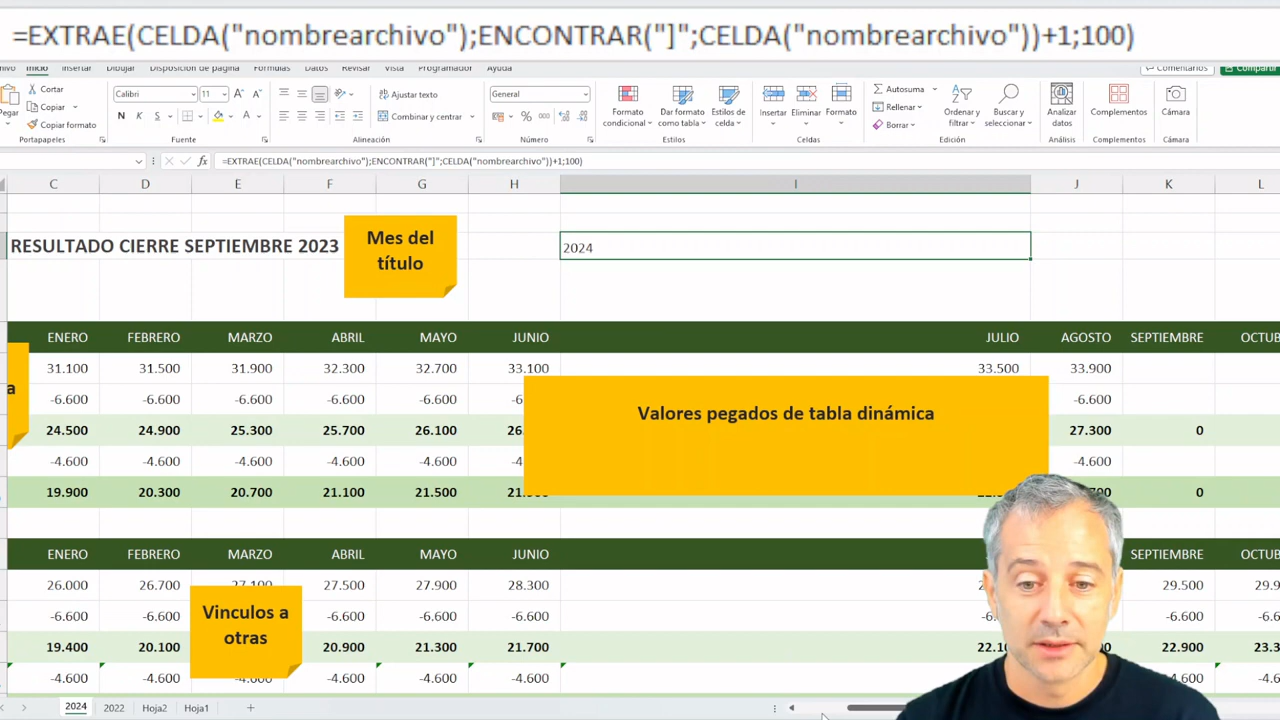 =EXTRAE(CELDA("nombrearchivo");ENCONTRAR("]";CELDA("nombrearchivo"))+1;100)
Inicio Insertar Dibujar Disposición de página Fórmulas Datos Revisar Vista Programador Ayuda Comentarios
Cortar
Copiar
Copiar formato
Pegar
Portapapeles
Calibri 11
N K S
Fuente
Ajustar texto
Combinar y centrar
Alineación
General
%
Número
Formato condicional
Dar formato como tabla
Estilos de celda
Estilos
Insertar Eliminar Formato
Celdas
Autosuma
Rellenar
Borrar
Ordenar y filtrar
Buscar y seleccionar
Edición
Analizar datos
Complementos
Complementos
Cámara
Cámara
fx =EXTRAE(CELDA("nombrearchivo");ENCONTRAR("]";CELDA("nombrearchivo"))+1;100)
C D E F G H I J K L
RESULTADO CIERRE SEPTIEMBRE 2023
Mes del
título
2024
ENERO FEBRERO MARZO ABRIL MAYO JUNIO JULIO AGOSTO SEPTIEMBRE
31.100 31.500 31.900 32.300 32.700 33.100 33.500 33.900
a
-6.600 -6.600 -6.600 -6.600 -6.600 -6.600
Valores pegados de tabla dinámica
24.500 24.900 25.300 25.700 26.100 27.300 0
-4.600 -4.600 -4.600 -4.600 -4.600 -4.600
19.900 20.300 20.700 21.100 21.500 0
ENERO FEBRERO MARZO ABRIL MAYO JUNIO SEPTIEMBRE
26.000 26.700 27.100 27.500 27.900 28.300 29.500
-6.600 -6.600 -6.600 -6.600 -6.600 -6.600
Vinculos a
otras
19.400 20.100 20.900 21.300 21.700 22.900
-4.600 -4.600 -4.600 -4.600 -4.600 -4.600 -4.600
2024 2022 Hoja2 Hoja1 +